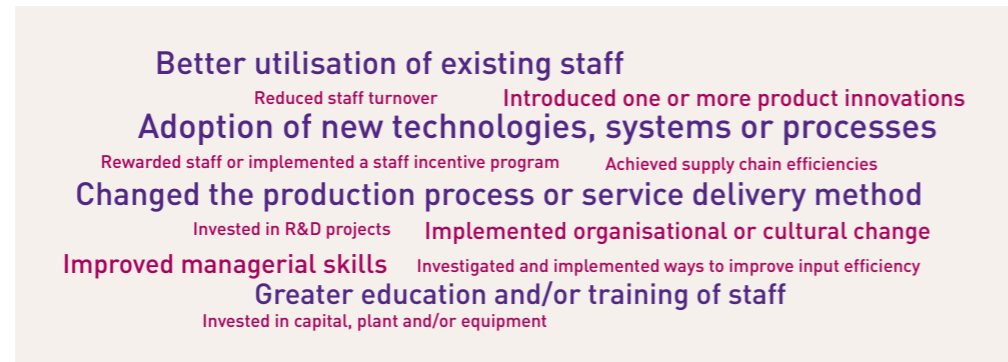 Better utilisation of existing staff
Reduced staff turnover
Introduced one or more product innovations
Adoption of new technologies, systems or processes
Rewarded staff or implemented a staff incentive program
Achieved supply chain efficiencies
Changed the production process or service delivery method
Invested in R&D projects
Implemented organisational or cultural change
Improved managerial skills
Investigated and implemented ways to improve input efficiency
Greater education and/or training of staff
Invested in capital, plant and/or equipment